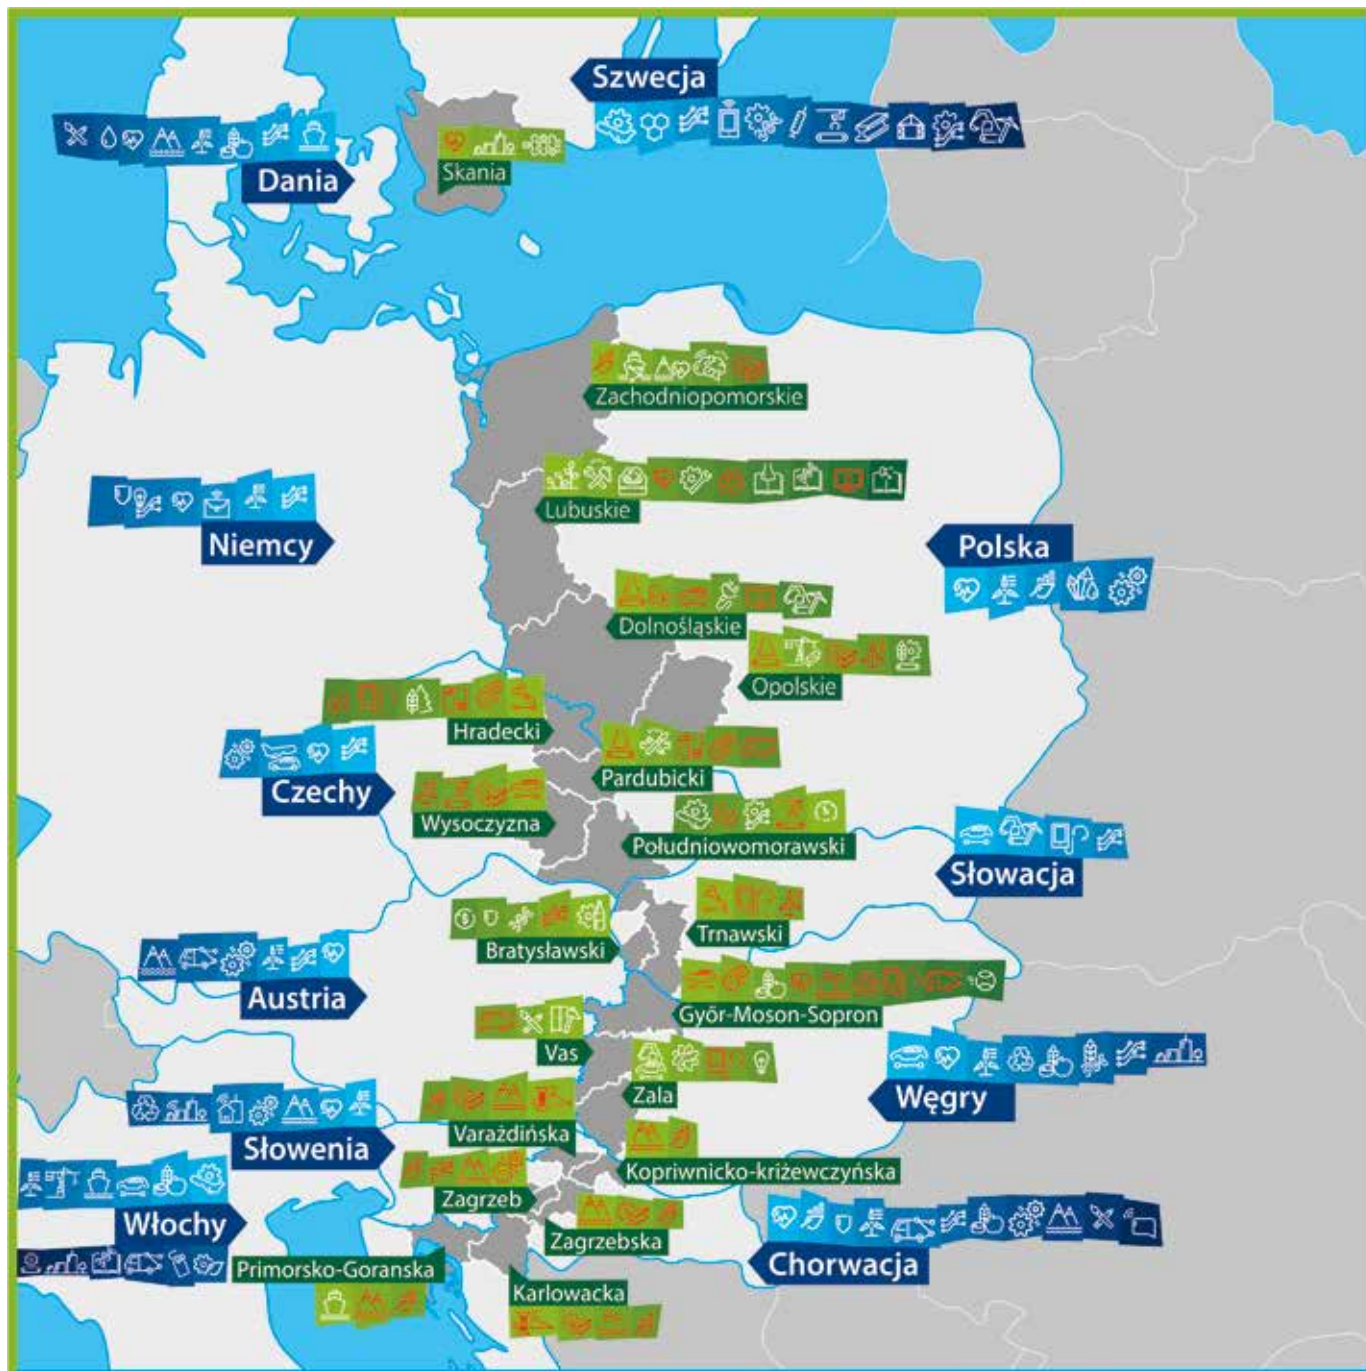 Szwecja
Dania
Skania
Zachodniopomorskie
Lubuskie
Niemcy
Polska
Dolnośląskie
Opolskie
Hradecki
Czechy
Pardubicki
Wysoczyzna
Południowomorawski
Słowacja
Bratysławski
Trnawski
Austria
Győr-Moson-Sopron
Vas
Zala
Węgry
Słowenia
Varażdińska
Kopriwnicko-kriżewczyńska
Zagrzeb
Włochy
Zagrzebska
Chorwacja
Primorsko-Goranska
Karlowacka